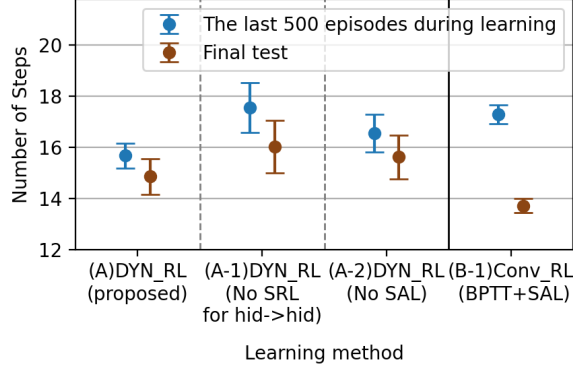 The last 500 episodes during learning
Final test
Number of Steps
20
18
16
14
12
(A)DYN_RL
(proposed)
(A-1)DYN_RL
(No SRL
for hid->hid)
(A-2)DYN_RL
(No SAL)
(B-1)Conv_RL
(BPTT+SAL)
Learning method